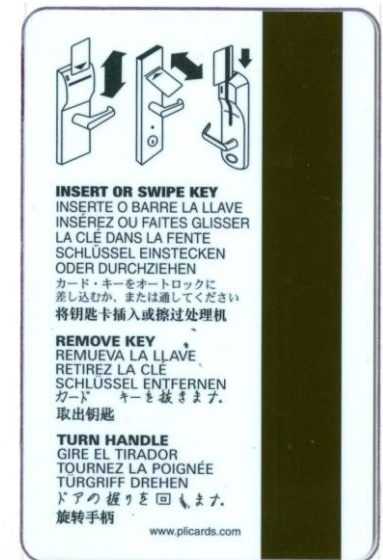 INSERT OR SWIPE KEY
INSERTE O BARRE LA LLAVE
INSÉREZ OU FAITES GLISSER
LA CLÉ DANS LA FENTE
SCHLÜSSEL EINSTECKEN
ODER DURCHZIEHEN
カード・キーをオートロックに
差し込むか、または通してください
将钥匙卡插入或擦过处理机
REMOVE KEY
REMUEVA LA LLAVE
RETIREZ LA CLÉ
SCHLÜSSEL ENTFERNEN
カード キーを抜きます.
取出钥匙
TURN HANDLE
GIRE EL TIRADOR
TOURNEZ LA POIGNÉE
TÜRGRIFF DREHEN
ドアの握りを回します.
旋转手柄
www.plicards.com